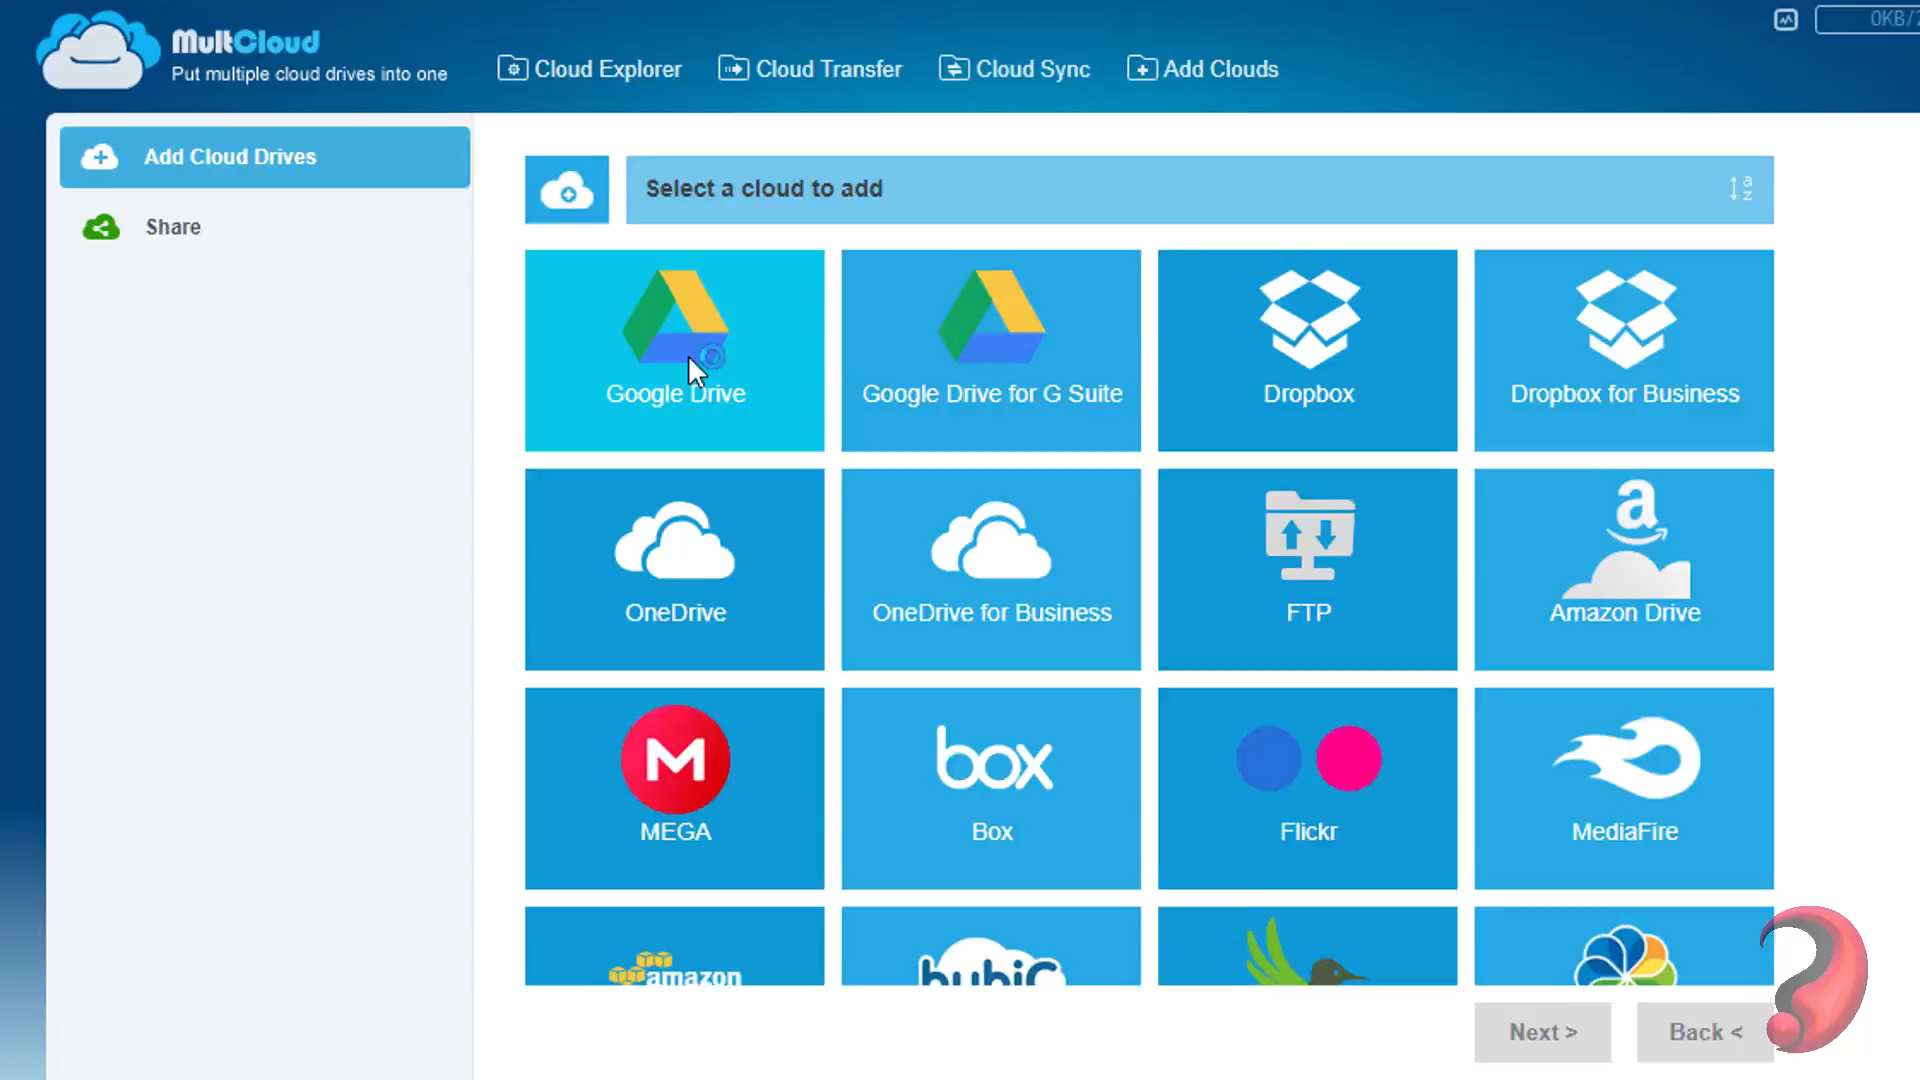 0KB/
MultCloud
Put multiple cloud drives into one
Cloud Explorer
Cloud Transfer
Cloud Sync
Add Clouds
Add Cloud Drives
Share
Select a cloud to add
a
z
Google Drive
Google Drive for G Suite
Dropbox
Dropbox for Business
OneDrive
OneDrive for Business
FTP
a
Amazon Drive
M
MEGA
box
Box
Flickr
MediaFire
amazon
hubiC
Next >
Back <